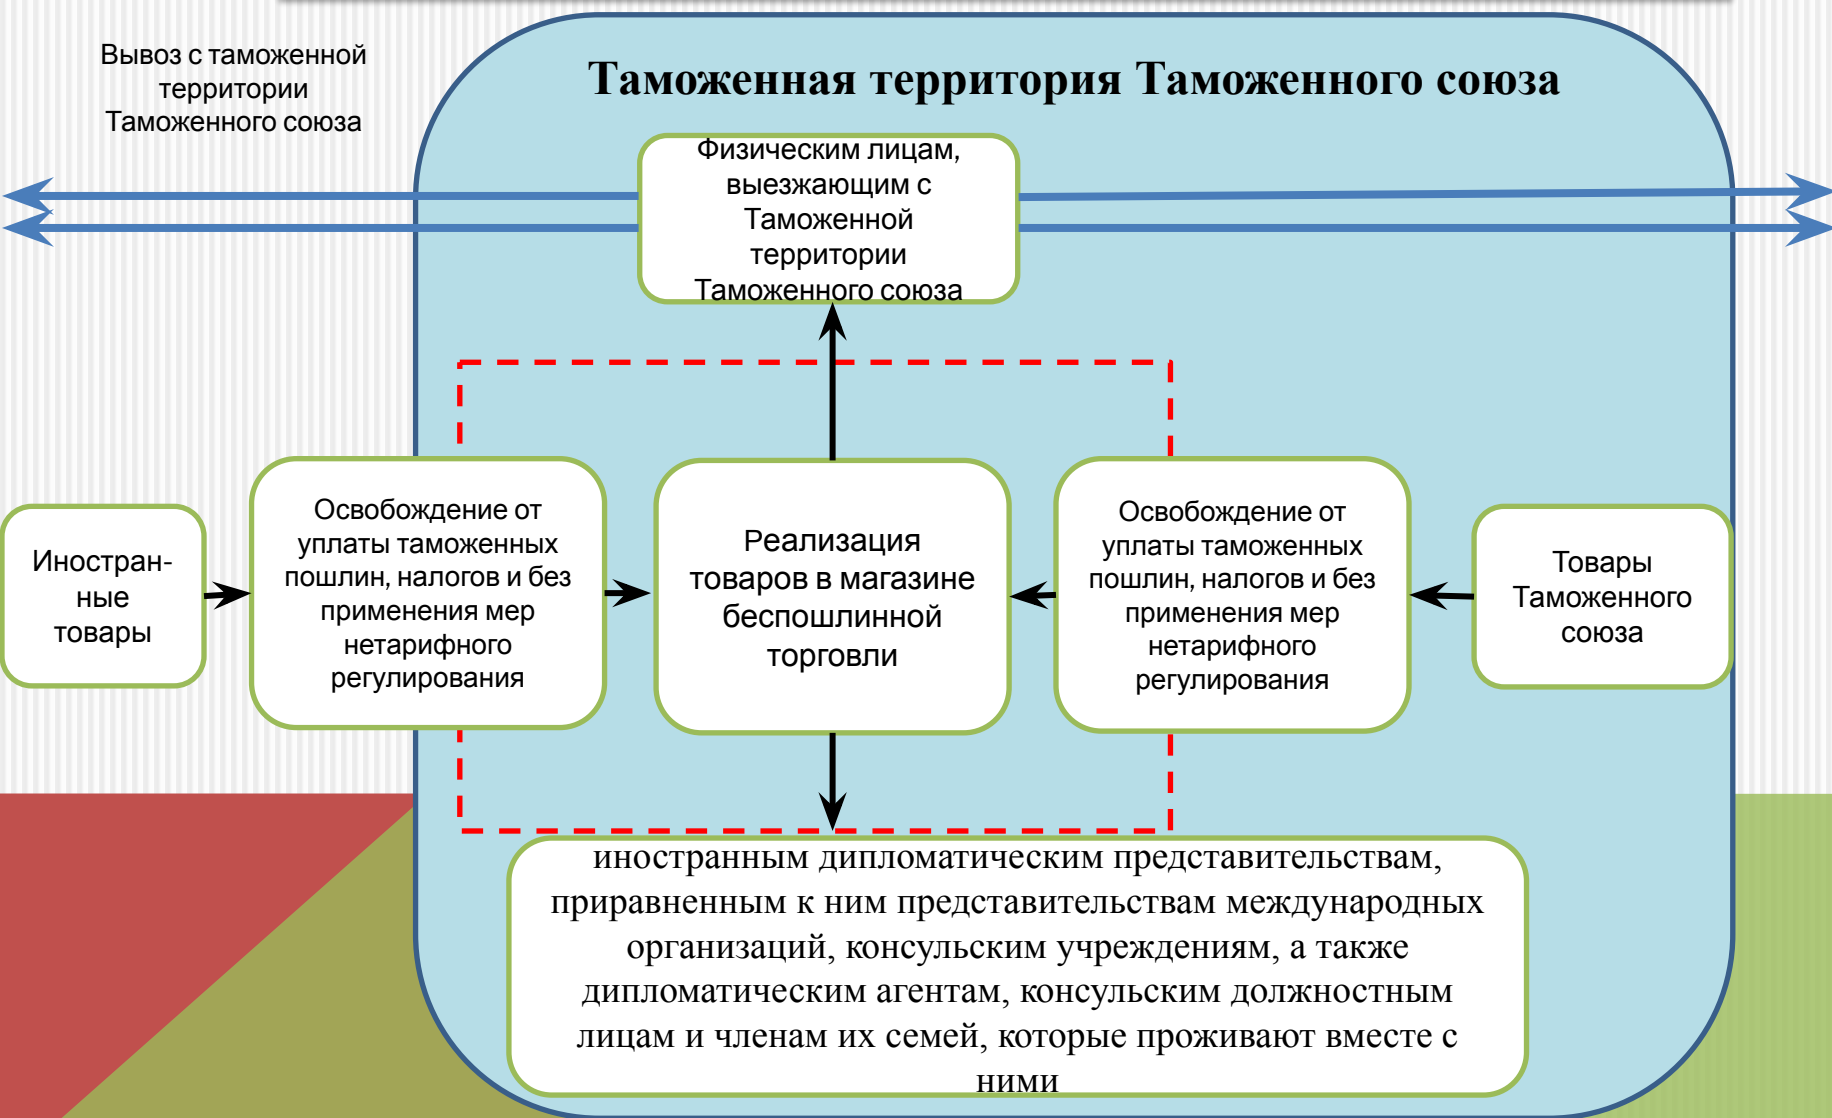 Вывоз с таможенной
территории
Таможенного союза
Таможенная территория Таможенного союза
Физическим лицам,
выезжающим с
Таможенной
территории
Таможенного союза
Иностран-
ные
товары
Освобождение от
уплаты таможенных
пошлин, налогов и без
применения мер
нетарифного
регулирования
Реализация
товаров в магазине
беспошлинной
торговли
Освобождение от
уплаты таможенных
пошлин, налогов и без
применения мер
нетарифного
регулирования
Товары
Таможенного
союза
иностранным дипломатическим представительствам,
приравненным к ним представительствам международных
организаций, консульским учреждениям, а также
дипломатическим агентам, консульским должностным
лицам и членам их семей, которые проживают вместе с
ними